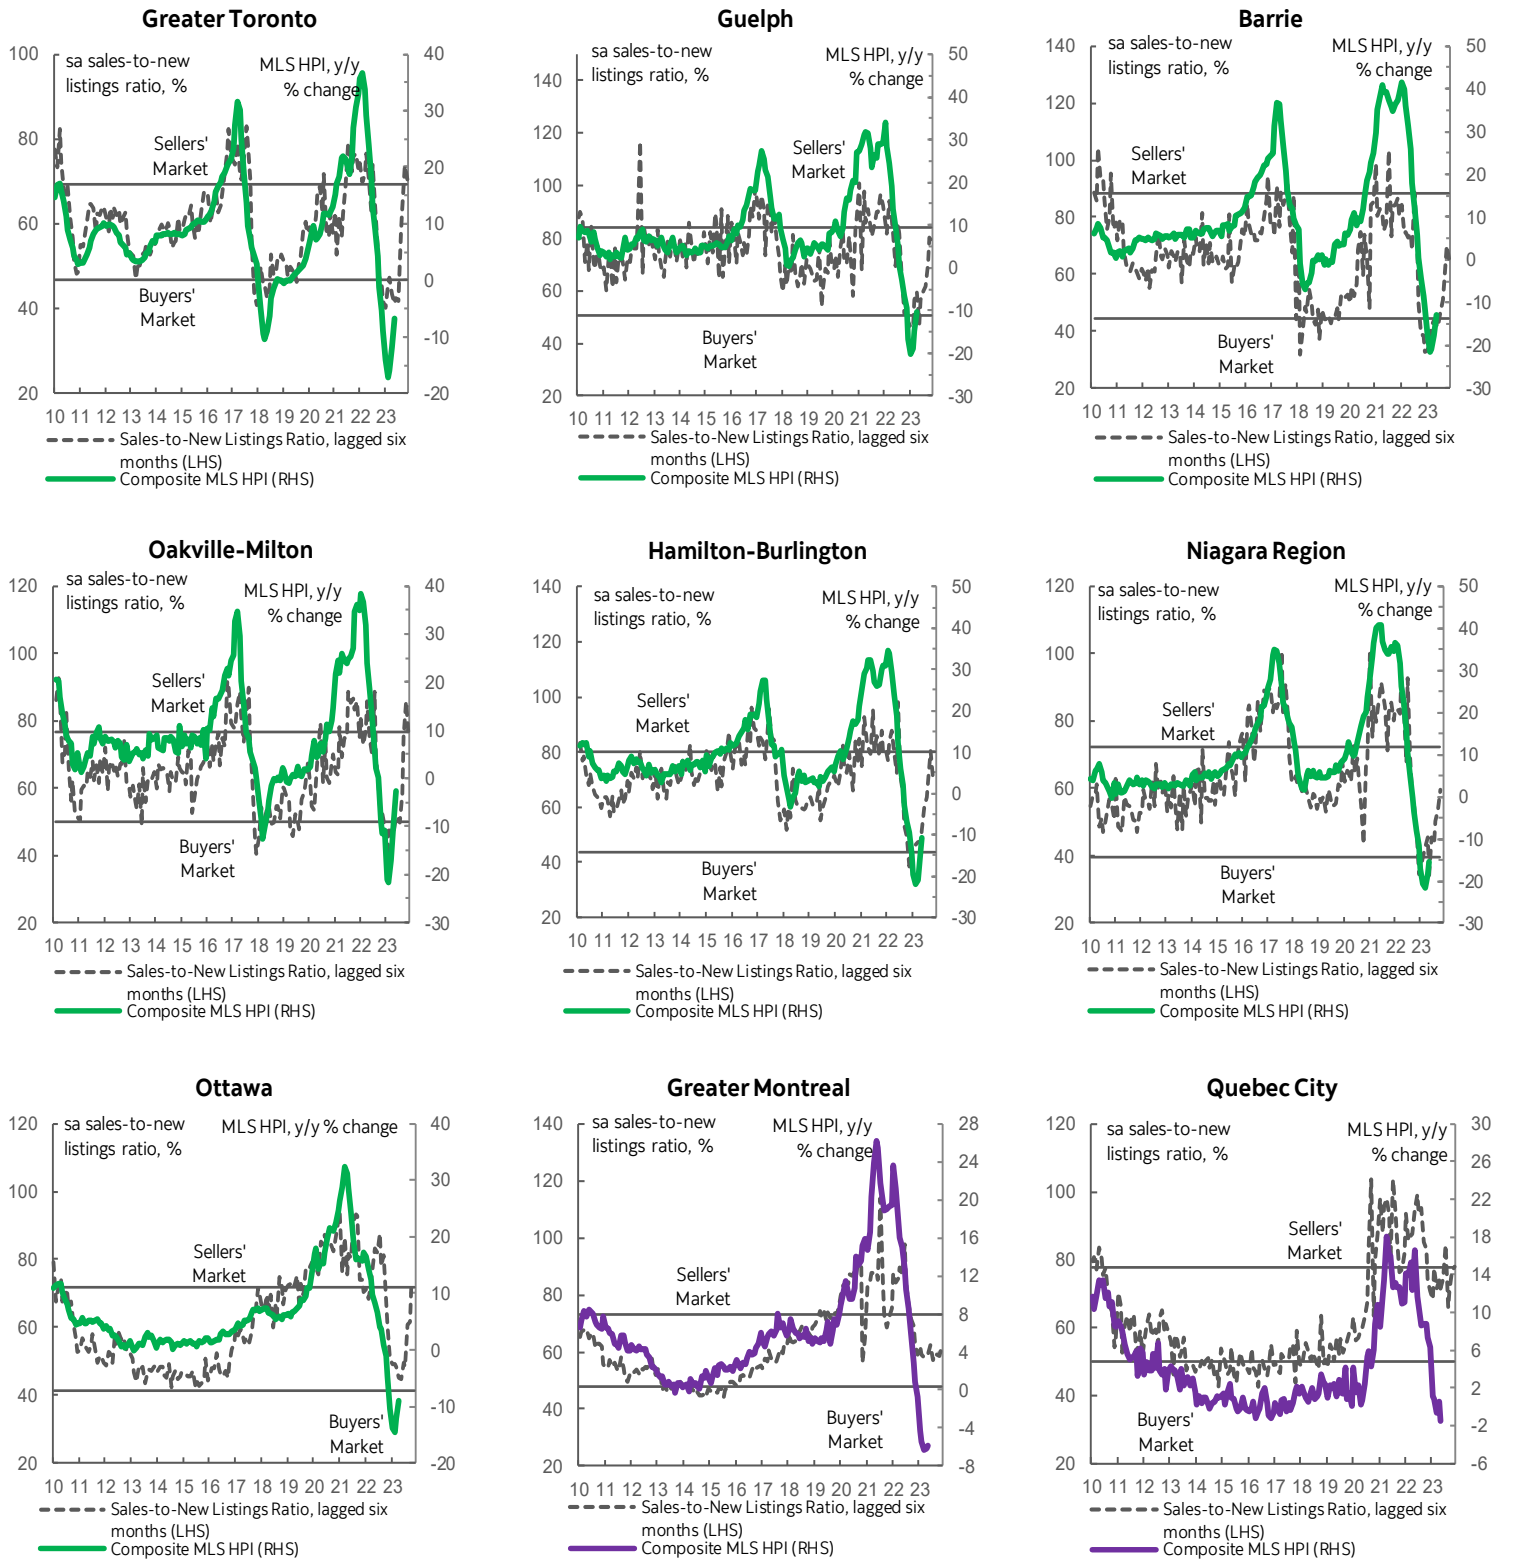 Greater Toronto
100
80
60
40
20
40
30
20
10
0
-10
-20
sa sales-to-new
listings ratio, %
MLS HPI, y/y
% change
Sellers'
Market
Buyers'
Market
10 11 12 13 14 15 16 17 18 19 20 21 22 23
Sales-to-New Listings Ratio, lagged six
months (LHS)
Composite MLS HPI (RHS)
Guelph
140
120
100
80
60
40
20
50
40
30
20
10
0
-10
-20
-30
sa sales-to-new
listings ratio, %
MLS HPI, y/y
% change
Sellers'
Market
Buyers'
Market
10 11 12 13 14 15 16 17 18 19 20 21 22 23
Sales-to-New Listings Ratio, lagged six
months (LHS)
Composite MLS HPI (RHS)
Barrie
140
120
100
80
60
40
20
50
40
30
20
10
0
-10
-20
-30
sa sales-to-new
listings ratio, %
MLS HPI, y/y
% change
Sellers'
Market
Buyers'
Market
10 11 12 13 14 15 16 17 18 19 20 21 22 23
Sales-to-New Listings Ratio, lagged six
months (LHS)
Composite MLS HPI (RHS)
Oakville-Milton
120
100
80
60
40
20
40
30
20
10
0
-10
-20
-30
sa sales-to-new
listings ratio, %
MLS HPI, y/y
% change
Sellers'
Market
Buyers'
Market
10 11 12 13 14 15 16 17 18 19 20 21 22 23
Sales-to-New Listings Ratio, lagged six
months (LHS)
Composite MLS HPI (RHS)
Hamilton-Burlington
140
120
100
80
60
40
20
50
40
30
20
10
0
-10
-20
-30
sa sales-to-new
listings ratio, %
MLS HPI, y/y
% change
Sellers'
Market
Buyers'
Market
10 11 12 13 14 15 16 17 18 19 20 21 22 23
Sales-to-New Listings Ratio, lagged six
months (LHS)
Composite MLS HPI (RHS)
Niagara Region
120
100
80
60
40
20
50
40
30
20
10
0
-10
-20
-30
sa sales-to-new
listings ratio, %
MLS HPI, y/y
% change
Sellers'
Market
Buyers'
Market
10 11 12 13 14 15 16 17 18 19 20 21 22 23
Sales-to-New Listings Ratio, lagged six
months (LHS)
Composite MLS HPI (RHS)
Ottawa
120
100
80
60
40
20
40
30
20
10
0
-10
-20
sa sales-to-new
listings ratio, %
MLS HPI, y/y % change
Sellers'
Market
Buyers'
Market
10 11 12 13 14 15 16 17 18 19 20 21 22 23
Sales-to-New Listings Ratio, lagged six
months (LHS)
Composite MLS HPI (RHS)
Greater Montreal
140
120
100
80
60
40
20
28
24
20
16
12
8
4
0
-4
-8
sa sales-to-new
listings ratio, %
MLS HPI, y/y
% change
Sellers'
Market
Buyers'
Market
10 11 12 13 14 15 16 17 18 19 20 21 22 23
Sales-to-New Listings Ratio, lagged six
months (LHS)
Composite MLS HPI (RHS)
Quebec City
120
100
80
60
40
20
30
26
22
18
14
10
6
2
-2
-6
sa sales-to-new
listings ratio, %
MLS HPI, y/y
% change
Sellers'
Market
Buyers'
Market
10 11 12 13 14 15 16 17 18 19 20 21 22 23
Sales-to-New Listings Ratio, lagged six
months (LHS)
Composite MLS HPI (RHS)